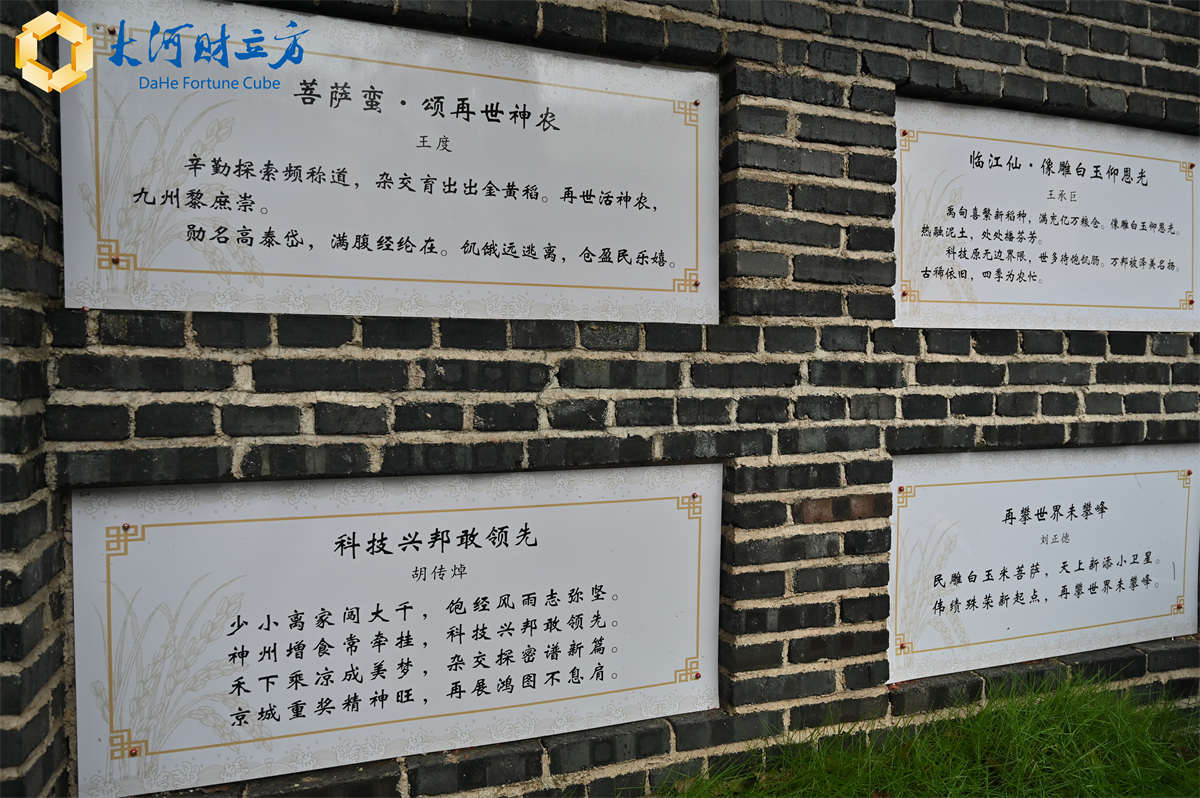 大河财立方
DaHe Fortune Cube
菩萨蛮·颂再世神农
王度
辛勤探索频称道，杂交育出出金黄稻。再世活神农，
九州黎庶崇。
勋名高泰岱，满腹经纶在。饥饿远逃离，仓盈民乐嬉。
临江仙·像雕白玉仰恩光
王承巨
禹甸喜繁新稻种，满充亿万粮仓。像雕白玉仰恩光。
热融泥土，处处播芬芳。
科技原无边界限，世多待饱饥肠。万邦被泽美名扬。
古稀依旧，四季为农忙。
科技兴邦敢领先
胡传焯
少小离家闯大千，饱经风雨志弥坚。
神州增食常牵挂，科技兴邦敢领先。
禾下乘凉成美梦，杂交探密谱新篇。
京城重奖精神旺，再展鸿图不息肩。
再攀世界未攀峰
刘正德
民雕白玉米菩萨，天上新添小卫星。
伟绩殊荣新起点，再攀世界未攀峰。